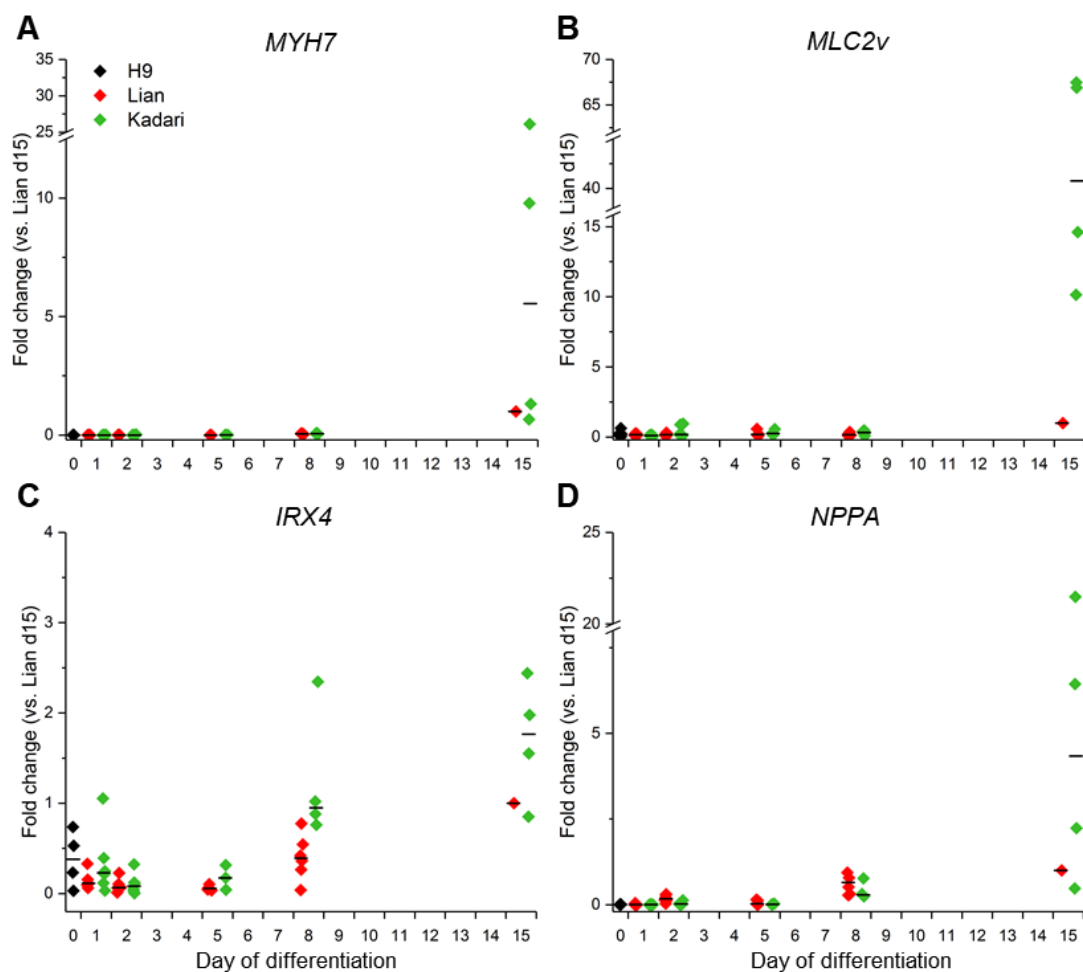 A
MYH7
Fold change (vs. Lian d15)
35
30
25
10
5
0
H9
Lian
Kadari
0 1 2 3 4 5 6 7 8 9 10 11 12 13 14 15
B
MLC2v
Fold change (vs. Lian d15)
70
65
40
15
10
5
0
0 1 2 3 4 5 6 7 8 9 10 11 12 13 14 15
C
IRX4
Fold change (vs. Lian d15)
4
3
2
1
0
0 1 2 3 4 5 6 7 8 9 10 11 12 13 14 15
Day of differentiation
D
NPPA
Fold change (vs. Lian d15)
25
20
5
0
0 1 2 3 4 5 6 7 8 9 10 11 12 13 14 15
Day of differentiation